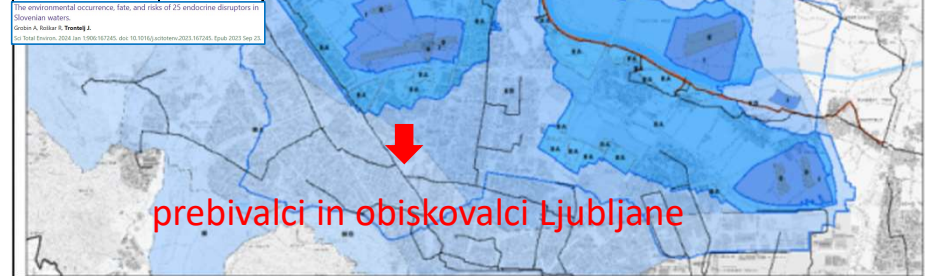 The environmental occurrence, fate, and risks of 25 endocrine disruptors in
Slovenian waters.
Grobin A, Roškar R, Trontelj J.
Sci Total Environ. 2024 Jan 1;906:167245. doi: 10.1016/j.scitotenv.2023.167245. Epub 2023 Sep 23.
prebivalci in obiskovalci Ljubljane